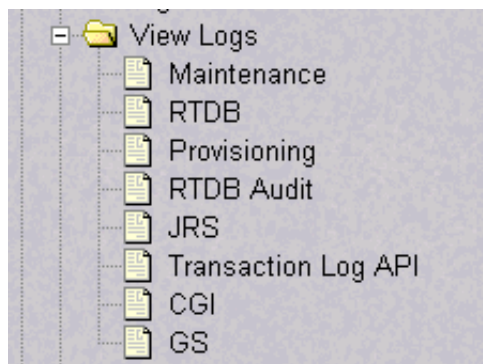 View Logs
Maintenance
RTDB
Provisioning
RTDB Audit
JRS
Transaction Log API
CGI
GS